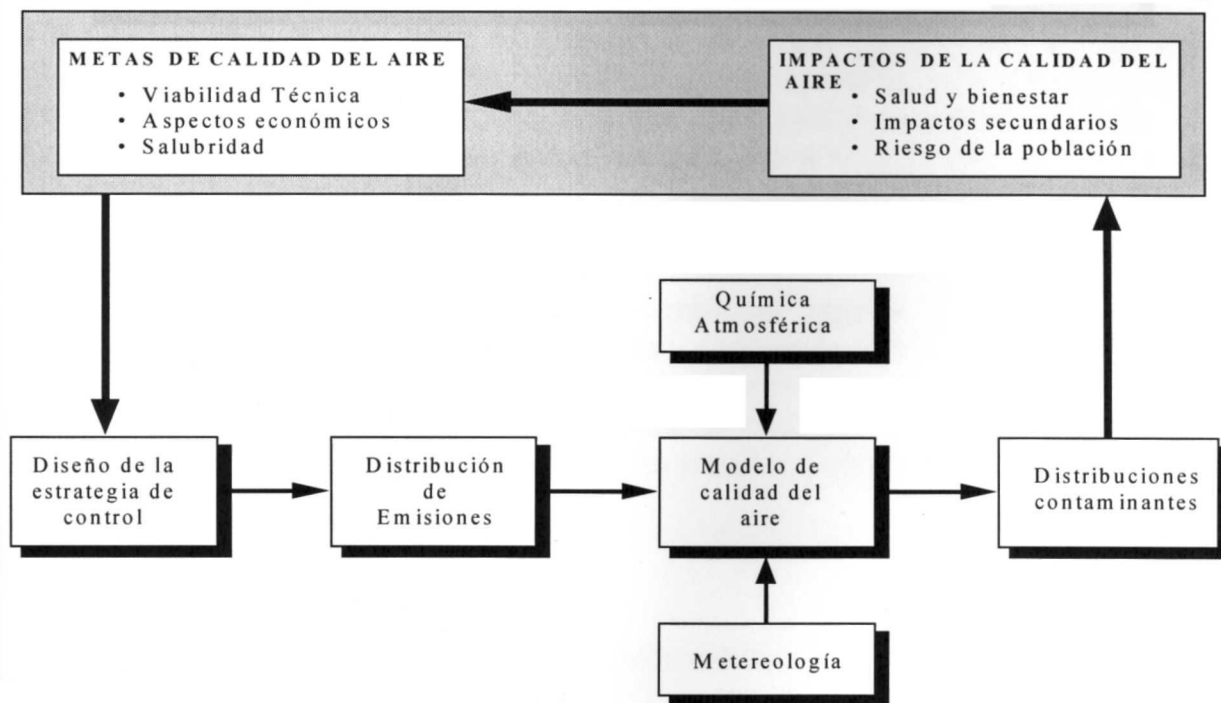 METAS DE CALIDAD DEL AIRE
• Viabilidad Técnica
• Aspectos económicos
• Salubridad
IMPACTOS DE LA CALIDAD DEL
AIRE
• Salud y bienestar
• Impactos secundarios
• Riesgo de la población
Química
Atmosférica
Diseño de la
estrategia de
control
Distribución
de
Emisiones
Modelo de
calidad del
aire
Distribuciones
contaminantes
Metereología